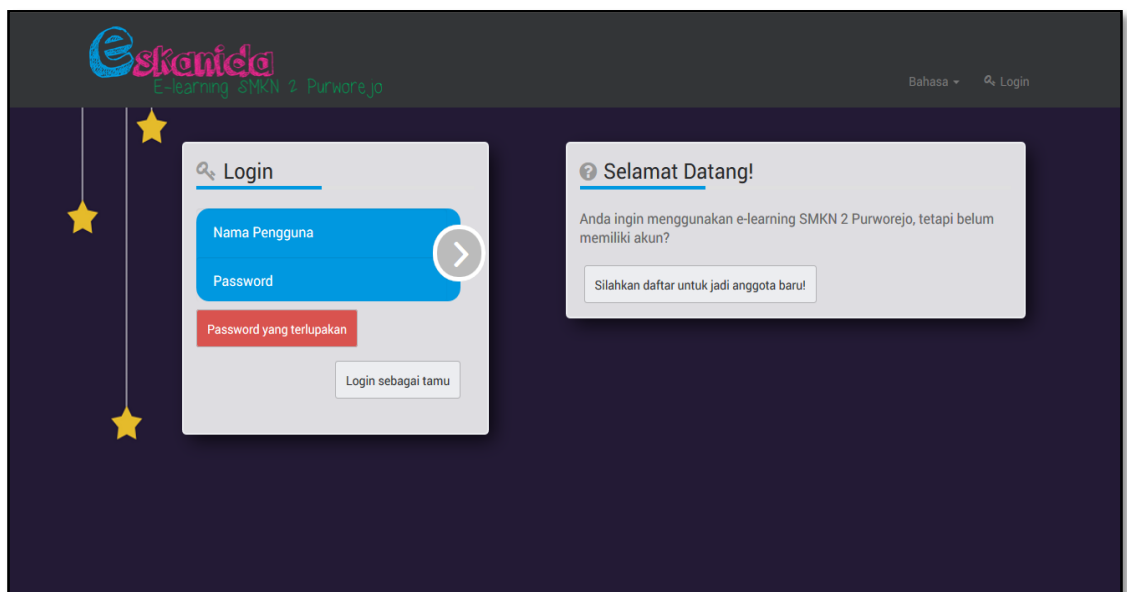 Eskanida
E-learning SMKN 2 Purworejo
Bahasa
Login
Login
Nama Pengguna
Password
Password yang terlupakan
Login sebagai tamu
Selamat Datang!
Anda ingin menggunakan e-learning SMKN 2 Purworejo, tetapi belum
memiliki akun?
Silahkan daftar untuk jadi anggota baru!